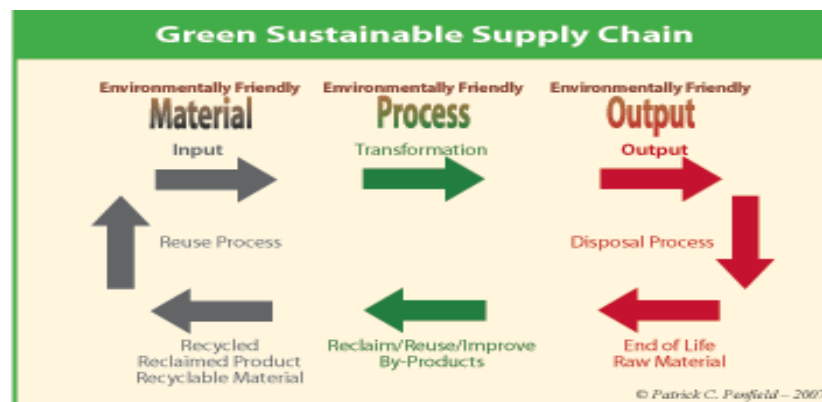 Green Sustainable Supply Chain
Environmentally Friendly
Material
Environmentally Friendly
Process
Environmentally Friendly
Output
Input
Transformation
Output
Reuse Process
Disposal Process
Recycled
Reclaimed Product
Recyclable Material
Reclaim/Reuse/Improve
By-Products
End of Life
Raw Material
© Patrick C. Penfield – 2007